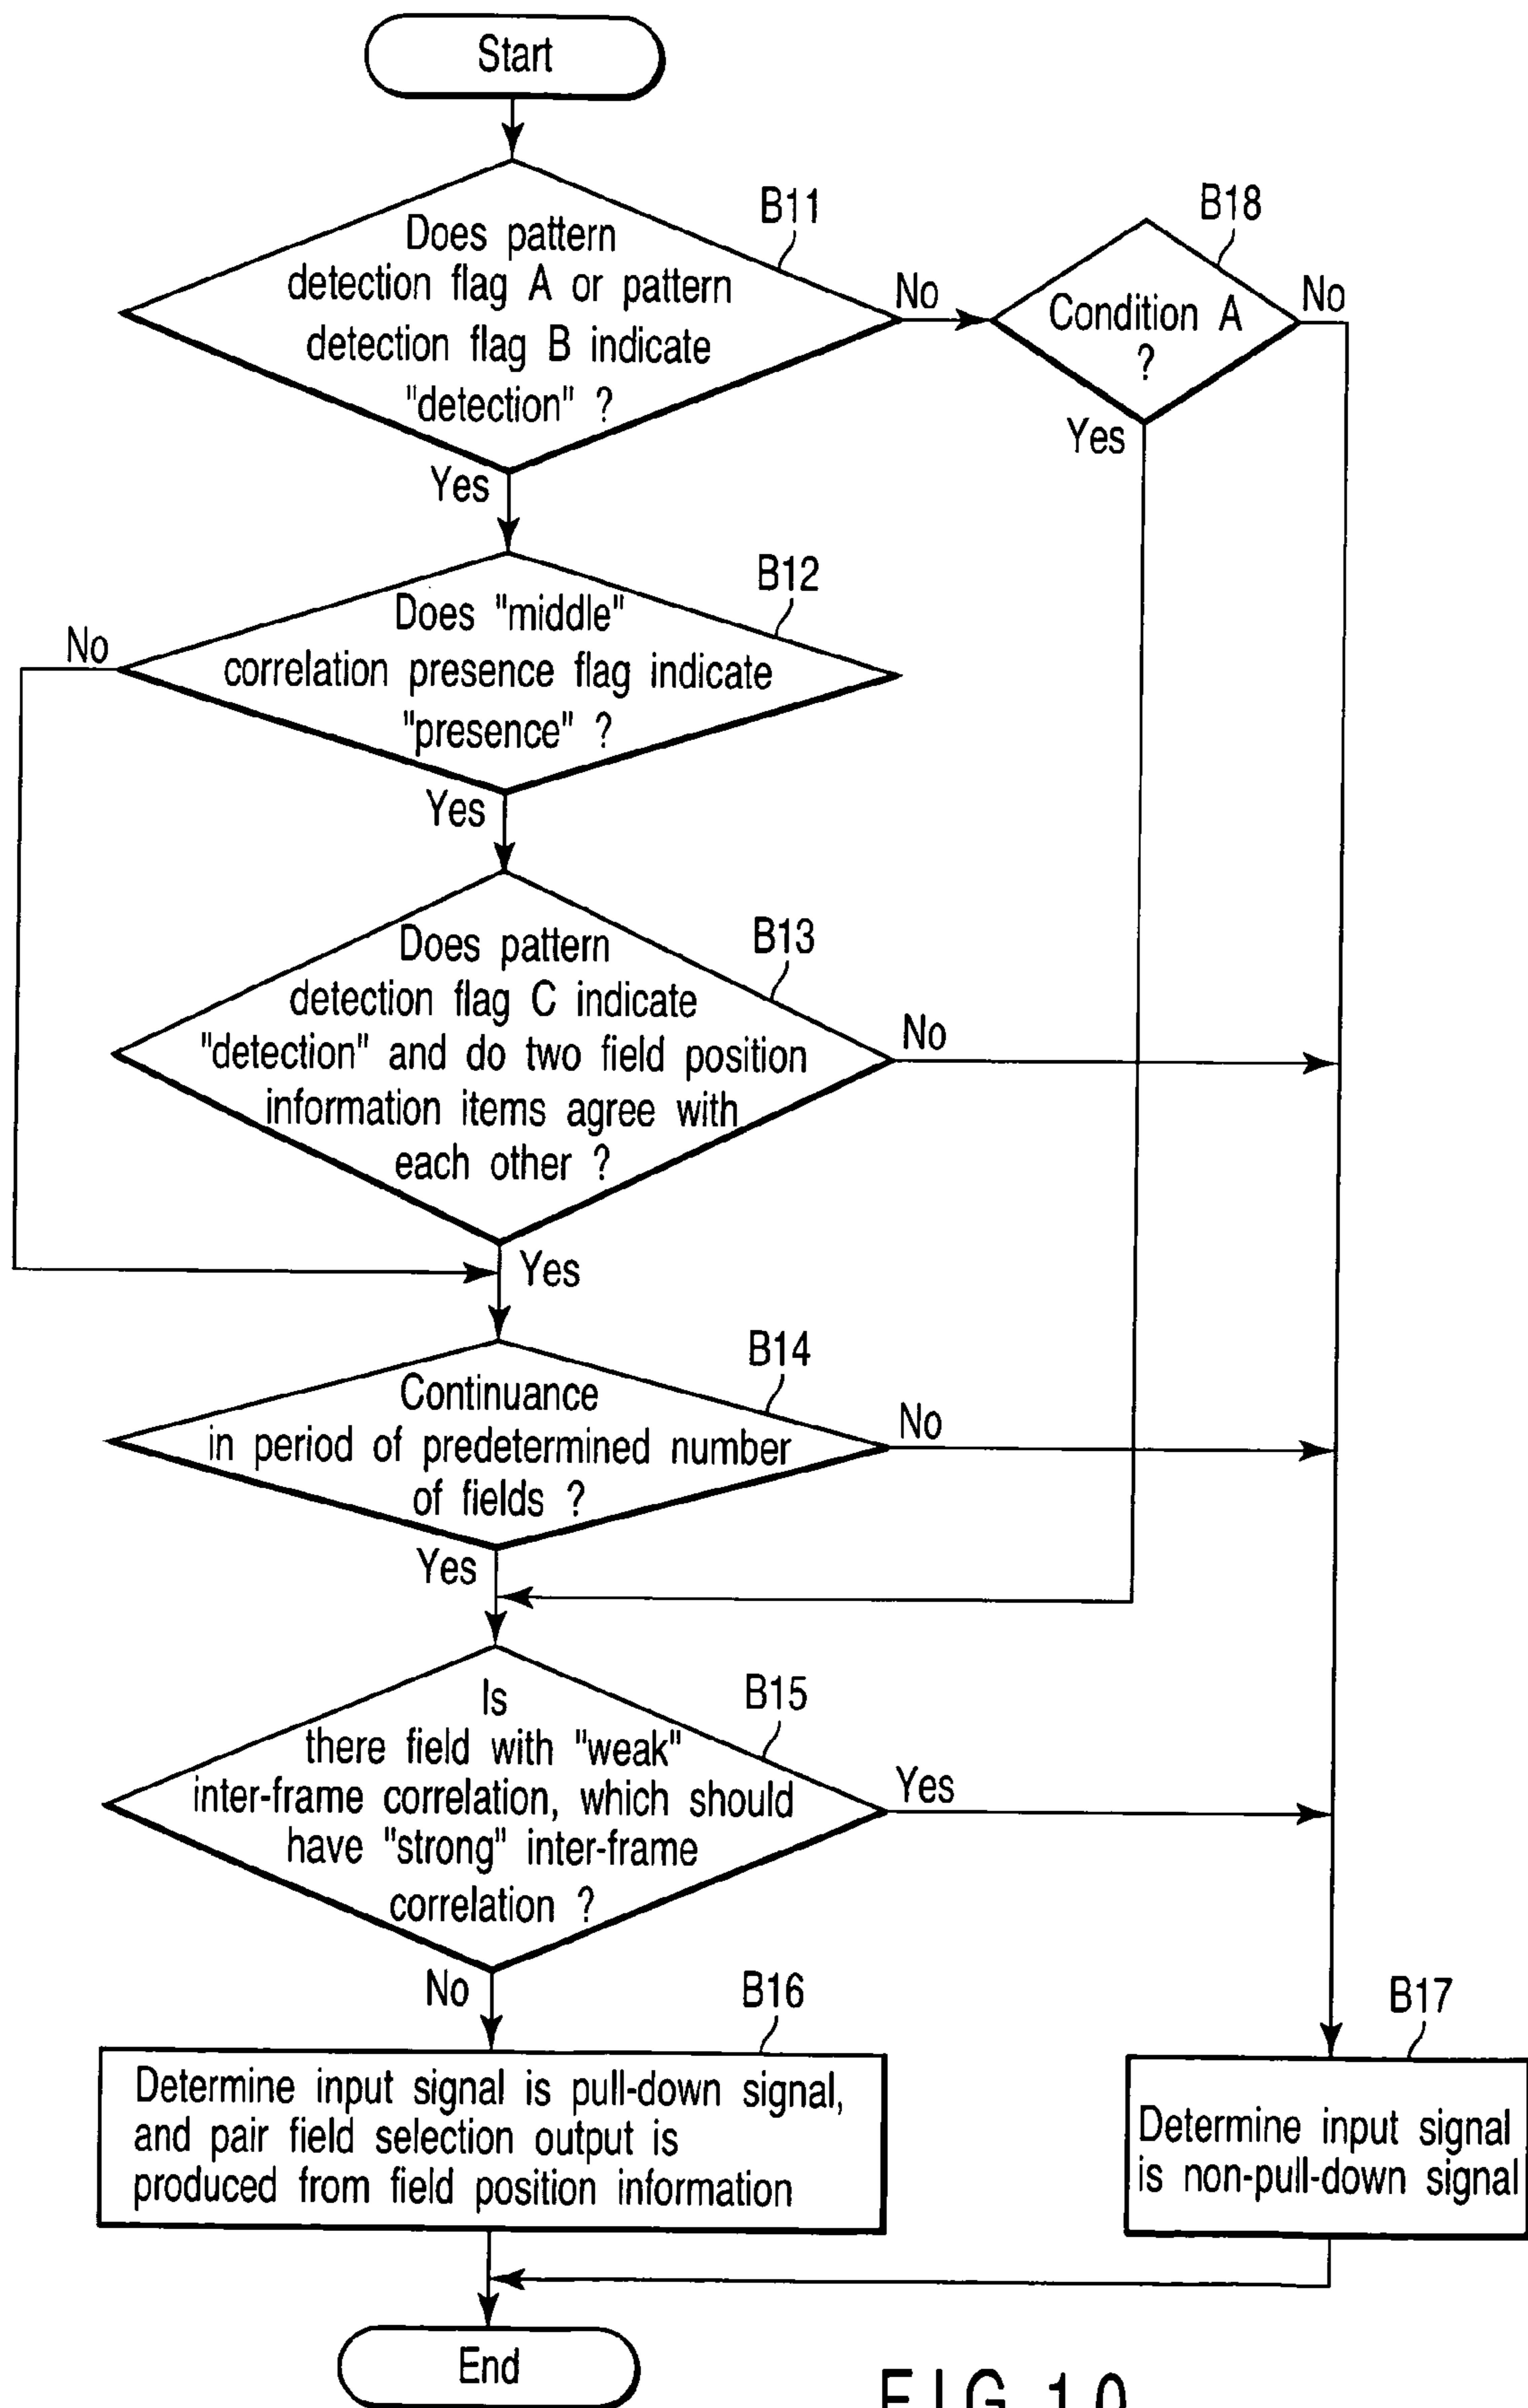 Start
Does pattern
detection flag A or pattern
detection flag B indicate
"detection" ?
B11
No
Condition A
?
B18
No
Yes
Yes
Does "middle"
correlation presence flag indicate
"presence" ?
B12
No
Yes
Does pattern
detection flag C indicate
"detection" and do two field position
information items agree with
each other ?
B13
No
Yes
Continuance
in period of predetermined number
of fields ?
B14
No
Yes
Is
there field with "weak"
inter-frame correlation, which should
have "strong" inter-frame
correlation ?
B15
Yes
No
B16
Determine input signal is pull-down signal,
and pair field selection output is
produced from field position information
B17
Determine input signal
is non-pull-down signal
End
FIG. 10